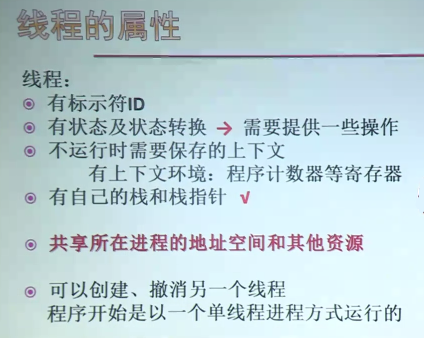 线程的属性
线程：
有标示符ID
有状态及状态转换 → 需要提供一些操作
不运行时需要保存的上下文
有上下文环境：程序计数器等寄存器
有自己的栈和栈指针 √
共享所在进程的地址空间和其他资源
可以创建、撤消另一个线程
程序开始是以一个单线程进程方式运行的